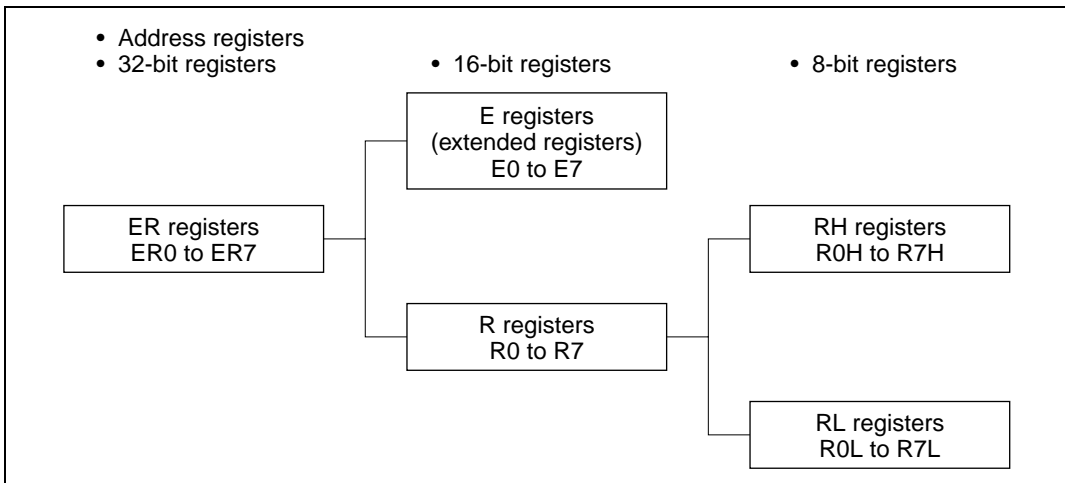 • Address registers
• 32-bit registers
• 16-bit registers
• 8-bit registers
E registers
(extended registers)
E0 to E7
ER registers
ER0 to ER7
RH registers
R0H to R7H
R registers
R0 to R7
RL registers
R0L to R7L